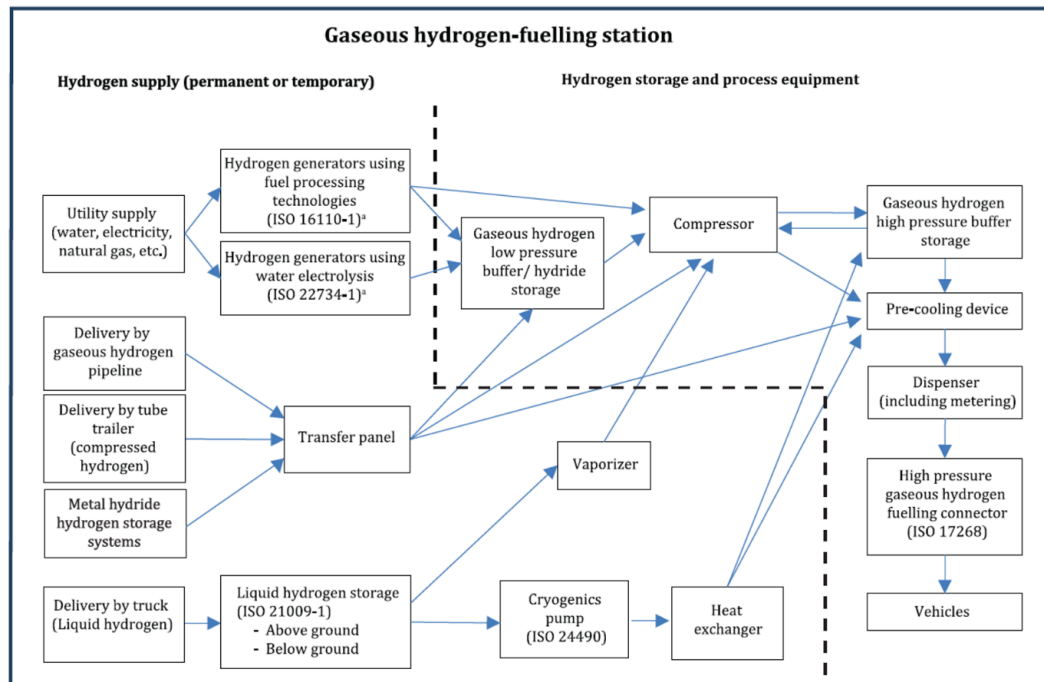 Gaseous hydrogen-fuelling station
Hydrogen supply (permanent or temporary)
Hydrogen storage and process equipment
Utility supply
(water, electricity,
natural gas, etc.)
Hydrogen generators using
fuel processing
technologies
(ISO 16110-1)ᵃ
Hydrogen generators using
water electrolysis
(ISO 22734-1)ᵃ
Gaseous hydrogen
low pressure
buffer/ hydride
storage
Compressor
Gaseous hydrogen
high pressure buffer
storage
Pre-cooling device
Dispenser
(including metering)
High pressure
gaseous hydrogen
fuelling connector
(ISO 17268)
Vehicles
Delivery by
gaseous hydrogen
pipeline
Delivery by tube
trailer
(compressed
hydrogen)
Metal hydride
hydrogen storage
systems
Transfer panel
Vaporizer
Delivery by truck
(Liquid hydrogen)
Liquid hydrogen storage
(ISO 21009-1)
- Above ground
- Below ground
Cryogenics
pump
(ISO 24490)
Heat
exchanger